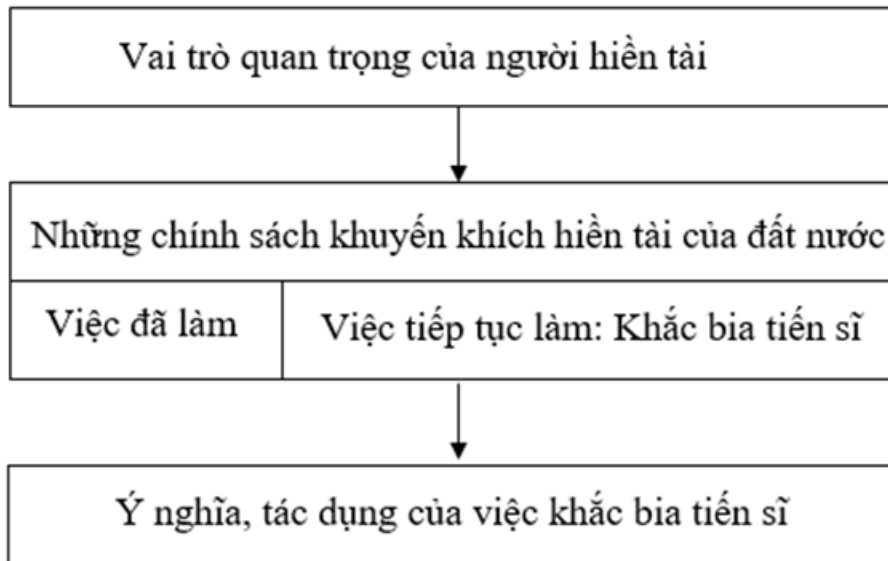 Vai trò quan trọng của người hiền tài
Những chính sách khuyến khích hiền tài của đất nước
Việc đã làm
Việc tiếp tục làm: Khắc bia tiến sĩ
Ý nghĩa, tác dụng của việc khắc bia tiến sĩ